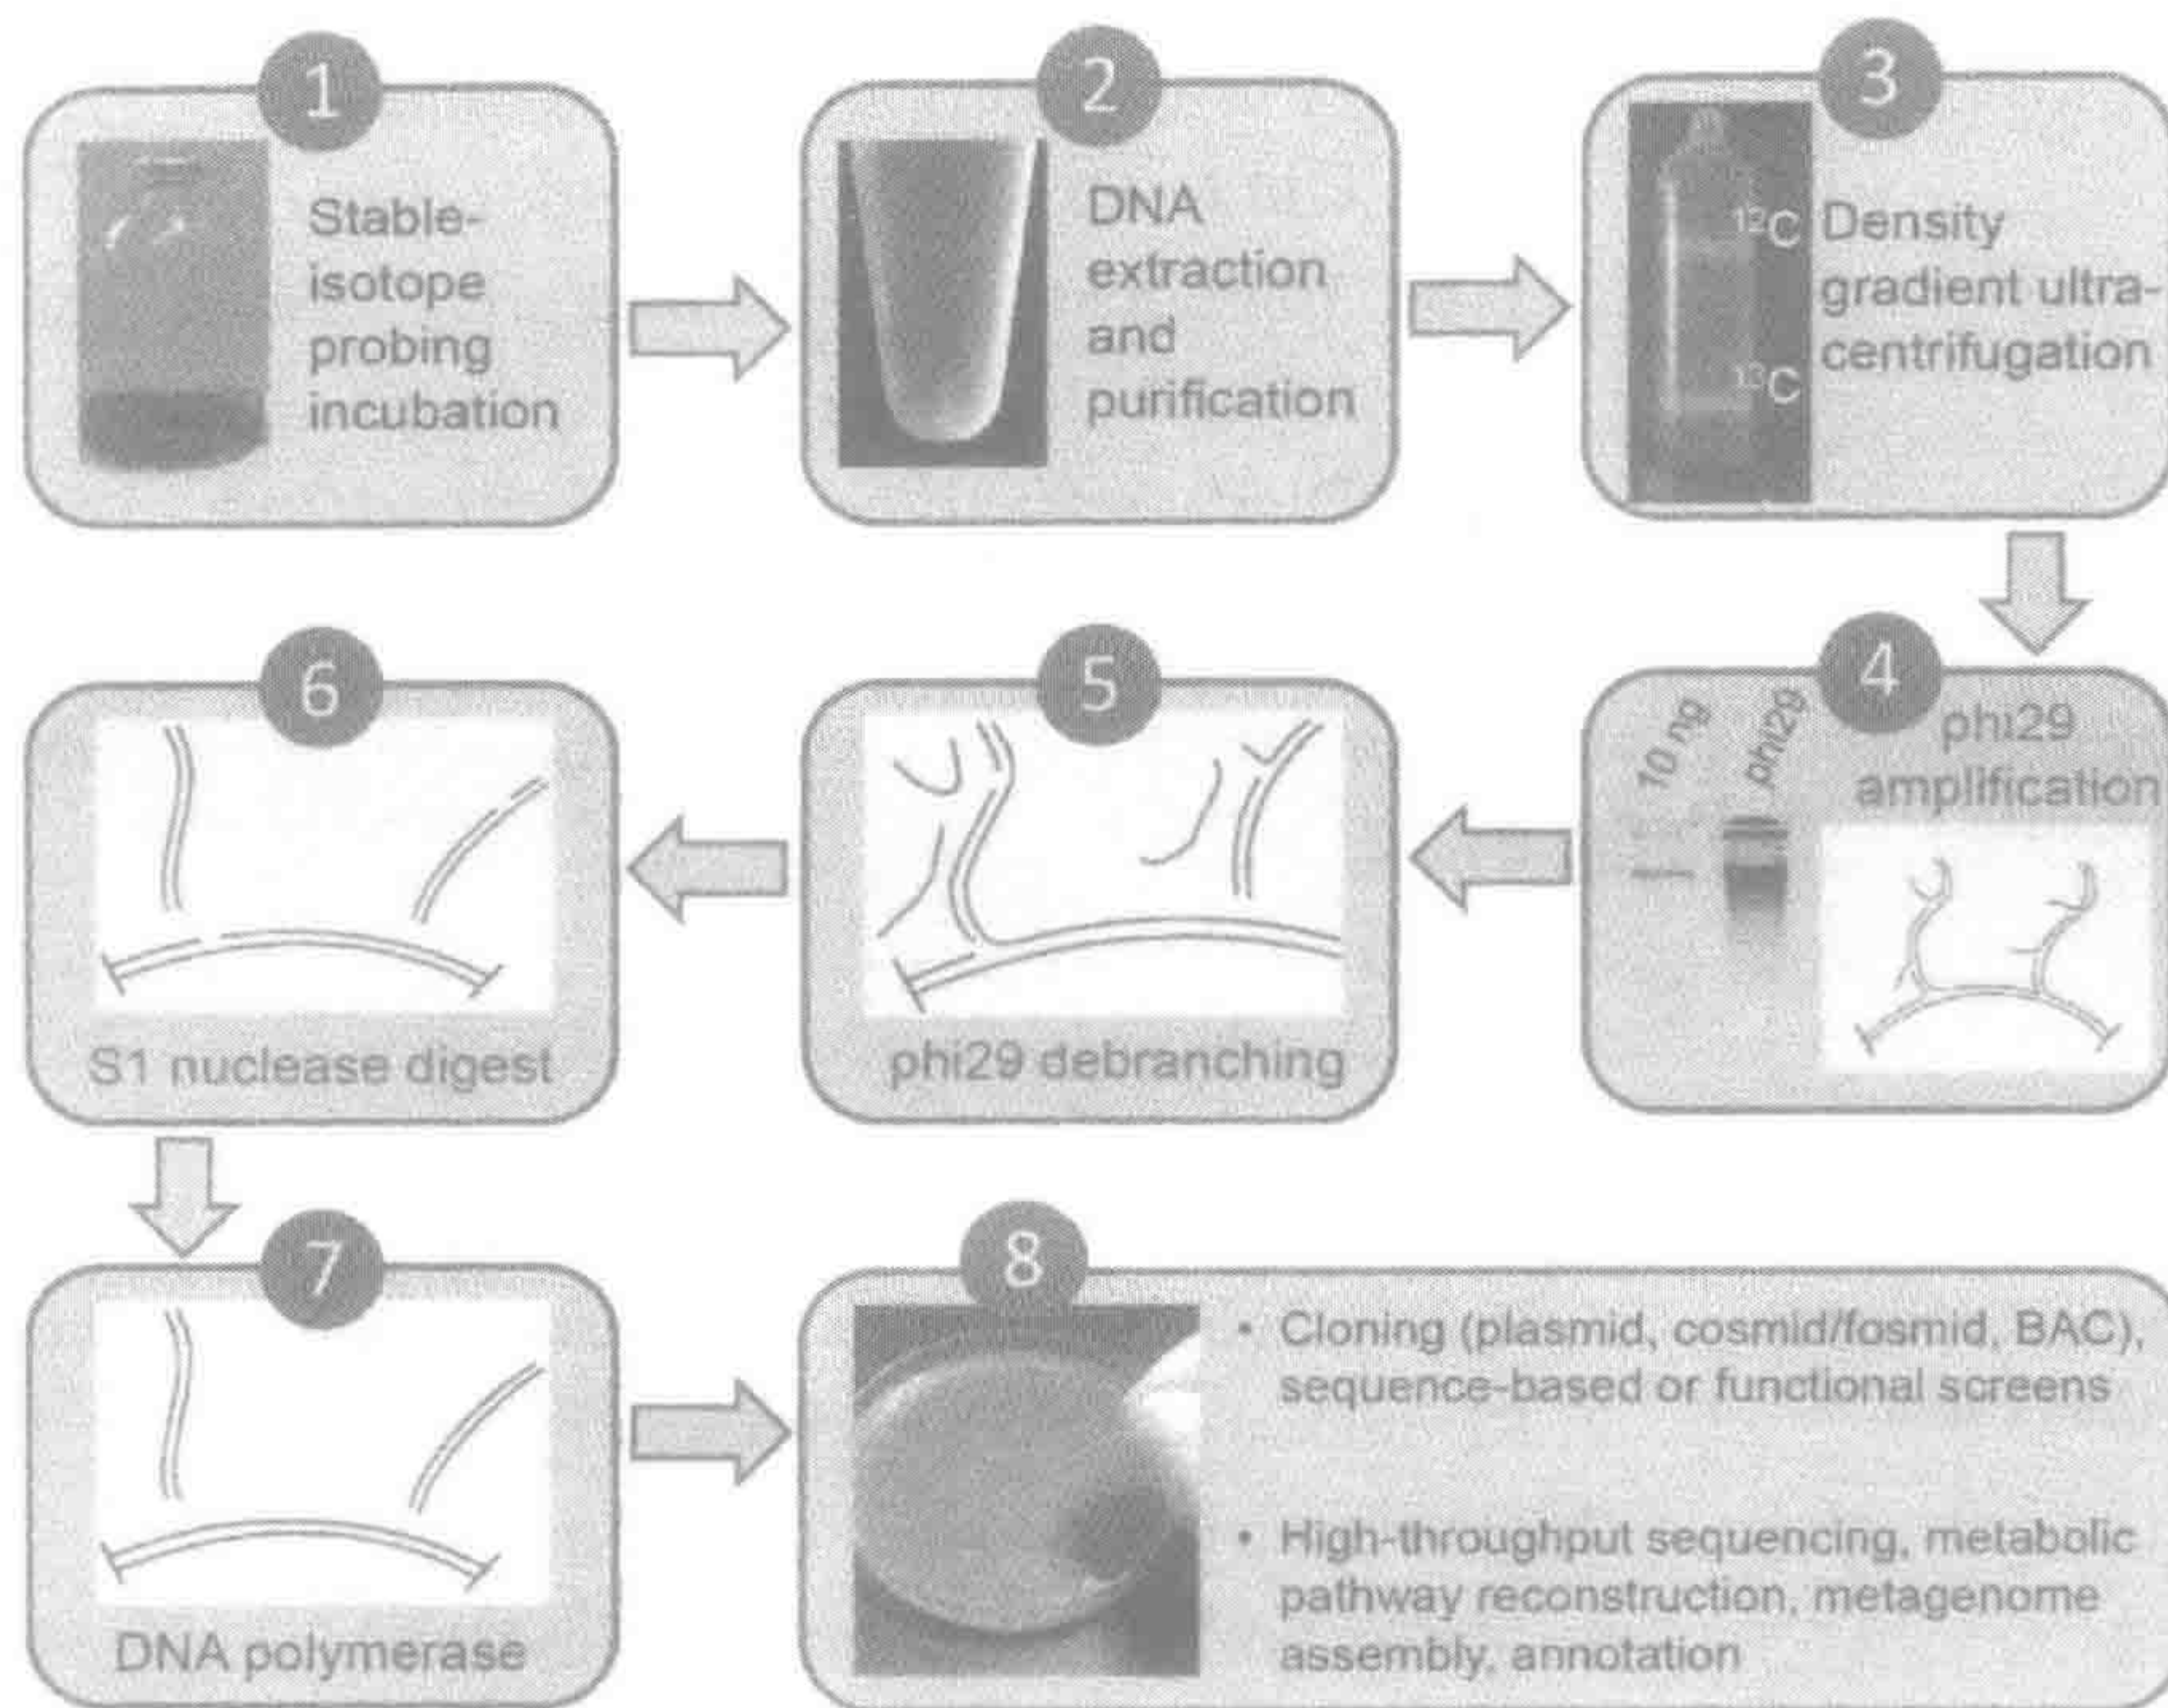 1
Stable-
isotope
probing
incubation
2
DNA
extraction
and
purification
3
¹²C
¹³C
Density
gradient ultra-
centrifugation
4
10 ng
phi29
phi29
amplification
5
phi29 debranching
6
S1 nuclease digest
7
DNA polymerase
8
• Cloning (plasmid, cosmid/fosmid, BAC),
sequence-based or functional screens
• High-throughput sequencing, metabolic
pathway reconstruction, metagenome
assembly, annotation